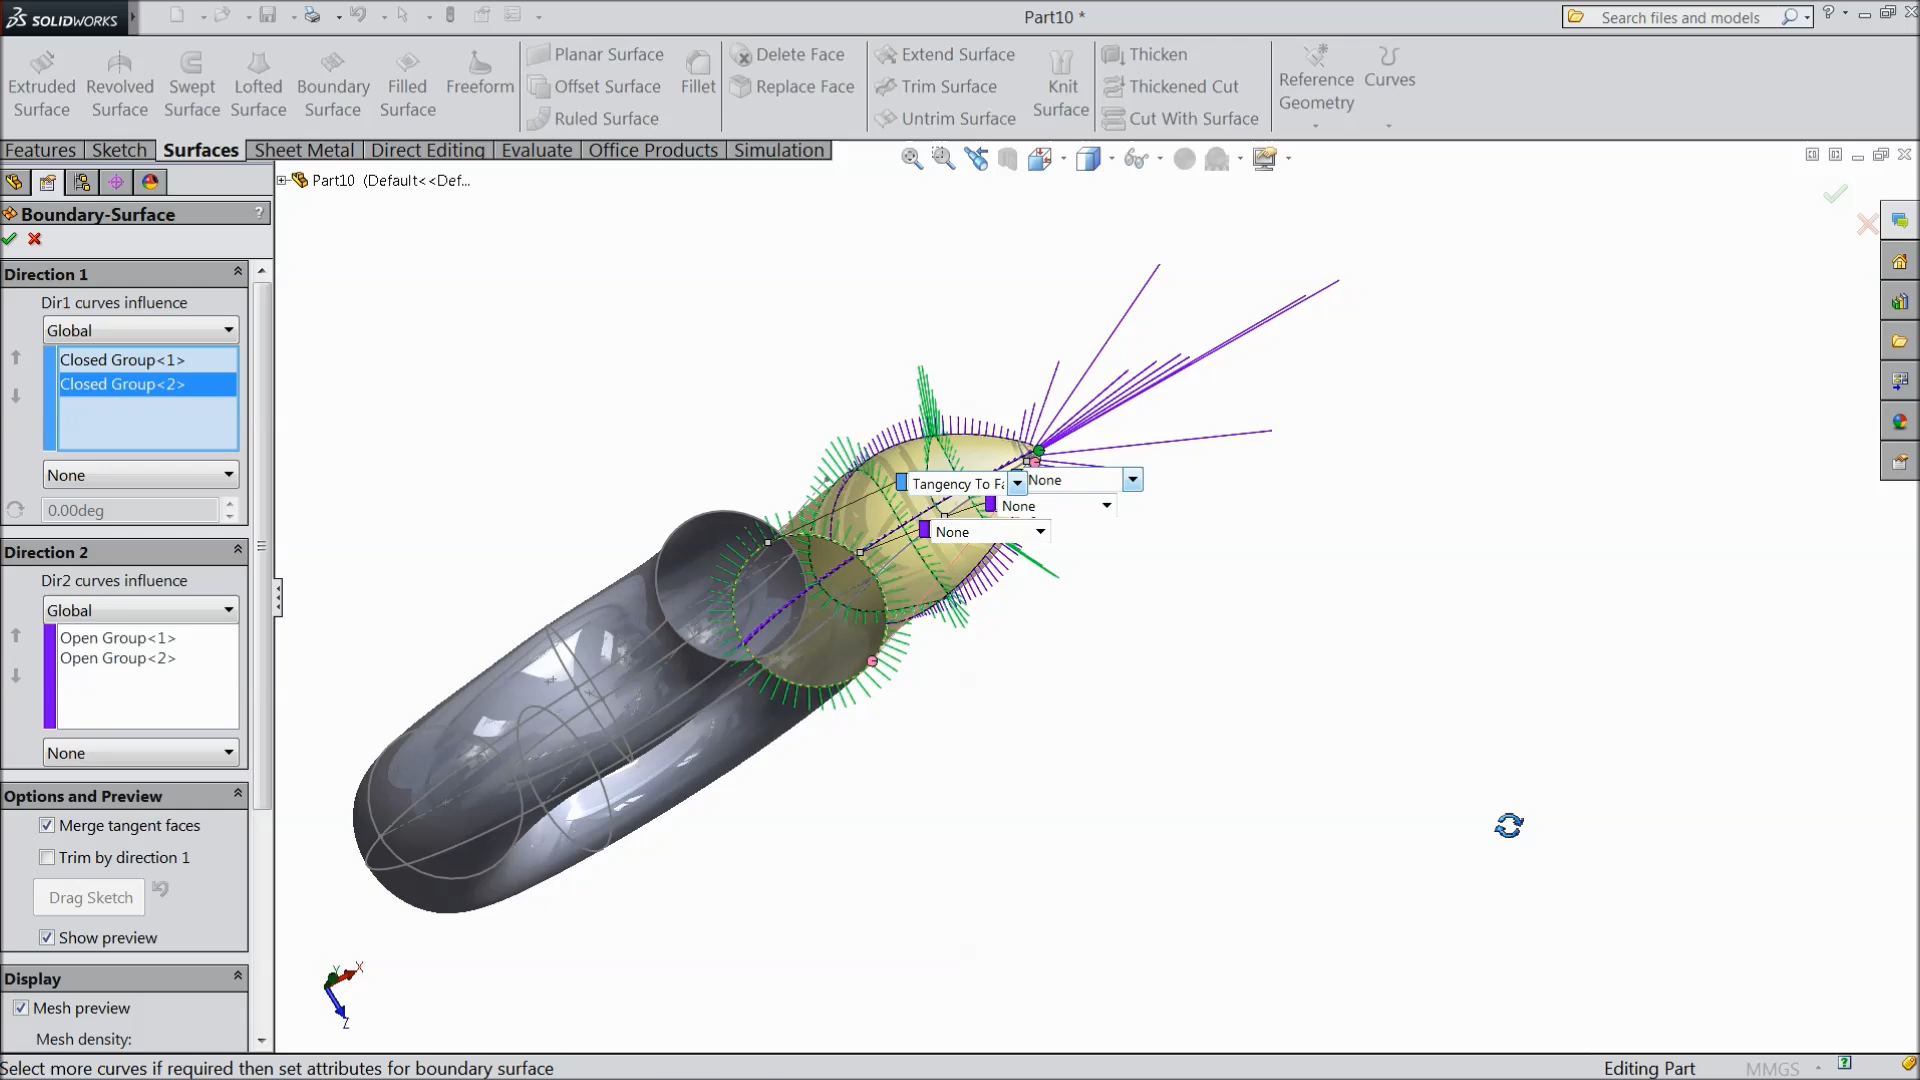 SOLIDWORKS
Part10 *
Search files and models
?
Extruded Surface
Revolved Surface
Swept Surface
Lofted Surface
Boundary Surface
Filled Surface
Freeform
Planar Surface
Offset Surface
Ruled Surface
Fillet
Delete Face
Replace Face
Extend Surface
Trim Surface
Untrim Surface
Knit Surface
Thicken
Thickened Cut
Cut With Surface
Reference Geometry
Curves
Features
Sketch
Surfaces
Sheet Metal
Direct Editing
Evaluate
Office Products
Simulation
Part10 (Default<<Def...
Boundary-Surface
?
Direction 1
Dir1 curves influence
Global
Closed Group<1>
Closed Group<2>
None
0.00deg
Direction 2
Dir2 curves influence
Global
Open Group<1>
Open Group<2>
None
Options and Preview
Merge tangent faces
Trim by direction 1
Drag Sketch
Show preview
Display
Mesh preview
Mesh density:
Tangency To Fa
None
None
None
Y
X
Z
Select more curves if required then set attributes for boundary surface
Editing Part
MMGS
?